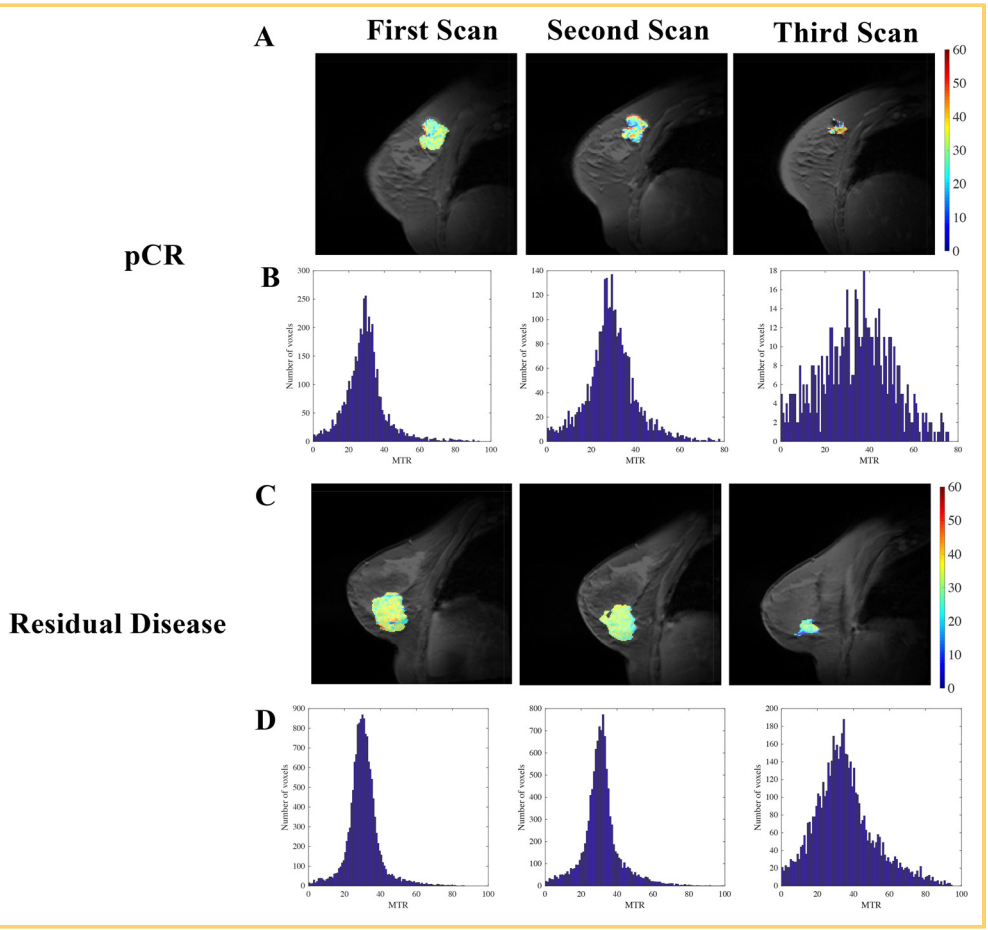 A
First Scan
Second Scan
Third Scan
60
50
40
30
20
10
0
pCR
B
Number of voxels
300
250
200
150
100
50
0
0 20 40 60 80 100
MTR
Number of voxels
140
120
100
80
60
40
20
0
0 20 40 60 80
MTR
Number of voxels
18
16
14
12
10
8
6
4
2
0
0 10 20 30 40 50 60 70 80
MTR
C
60
50
40
30
20
10
0
Residual Disease
D
Number of voxels
900
800
700
600
500
400
300
200
100
0
0 20 40 60 80 100
MTR
Number of voxels
800
700
600
500
400
300
200
100
0
0 20 40 60 80 100
MTR
Number of voxels
200
180
160
140
120
100
80
60
40
20
0
0 20 40 60 80 100
MTR